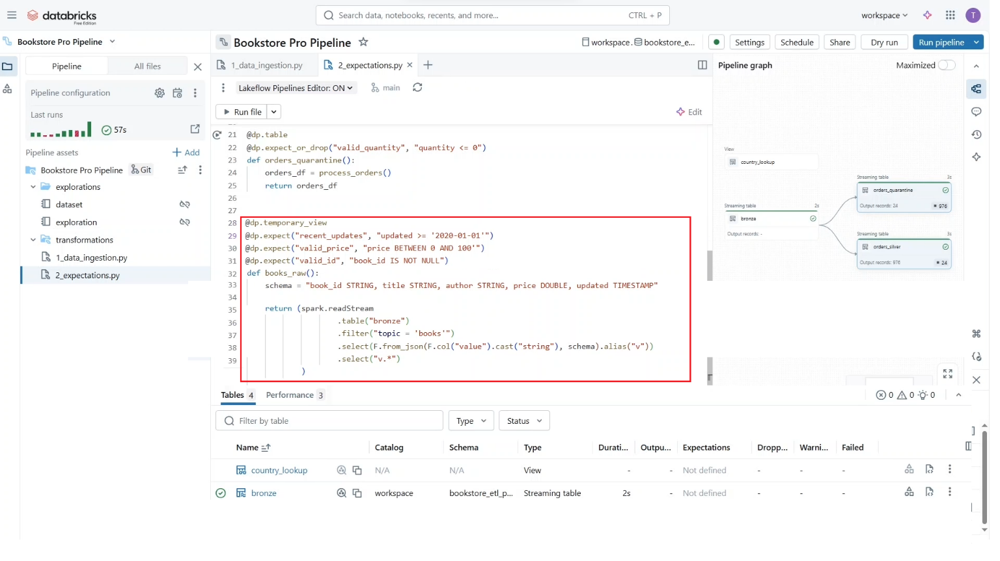 databricks
Free Edition
Search data, notebooks, recents, and more...
CTRL + P
workspace
T
Bookstore Pro Pipeline
Bookstore Pro Pipeline
workspace . bookstore_e...
Settings
Schedule
Share
Dry run
Run pipeline
Pipeline
All files
1_data_ingestion.py
2_expectations.py
Pipeline graph
Maximized
Pipeline configuration
Lakeflow Pipelines Editor: ON
main
Last runs
57s
Run file
Edit
Pipeline assets
Add
Bookstore Pro Pipeline
Git
explorations
dataset
exploration
transformations
1_data_ingestion.py
2_expectations.py
21 @dp.table
22 @dp.expect_or_drop("valid_quantity", "quantity <= 0")
23 def orders_quarantine():
24 orders_df = process_orders()
25 return orders_df
26
27
28 @dp.temporary_view
29 @dp.expect("recent_updates", "updated >= '2020-01-01'")
30 @dp.expect("valid_price", "price BETWEEN 0 AND 100'")
31 @dp.expect("valid_id", "book_id IS NOT NULL")
32 def books_raw():
33 schema = "book_id STRING, title STRING, author STRING, price DOUBLE, updated TIMESTAMP"
34
35 return (spark.readStream
36 .table("bronze")
37 .filter("topic = 'books'")
38 .select(F.from_json(F.col("value").cast("string"), schema).alias("v"))
39 .select("v.*")
)
View
country_lookup
Streaming table 2s
bronze
Output records: -
Streaming table 3s
orders_quarantine
Output records: 24
976
Streaming table 3s
orders_silver
Output records: 976
24
Tables 4
Performance 3
0 0 0
Filter by table
Type
Status
Name Catalog Schema Type Durati... Outpu... Expectations Dropp... Warni... Failed
country_lookup N/A N/A View - - Not defined - - -
bronze workspace bookstore_etl_p... Streaming table 2s - Not defined - - -